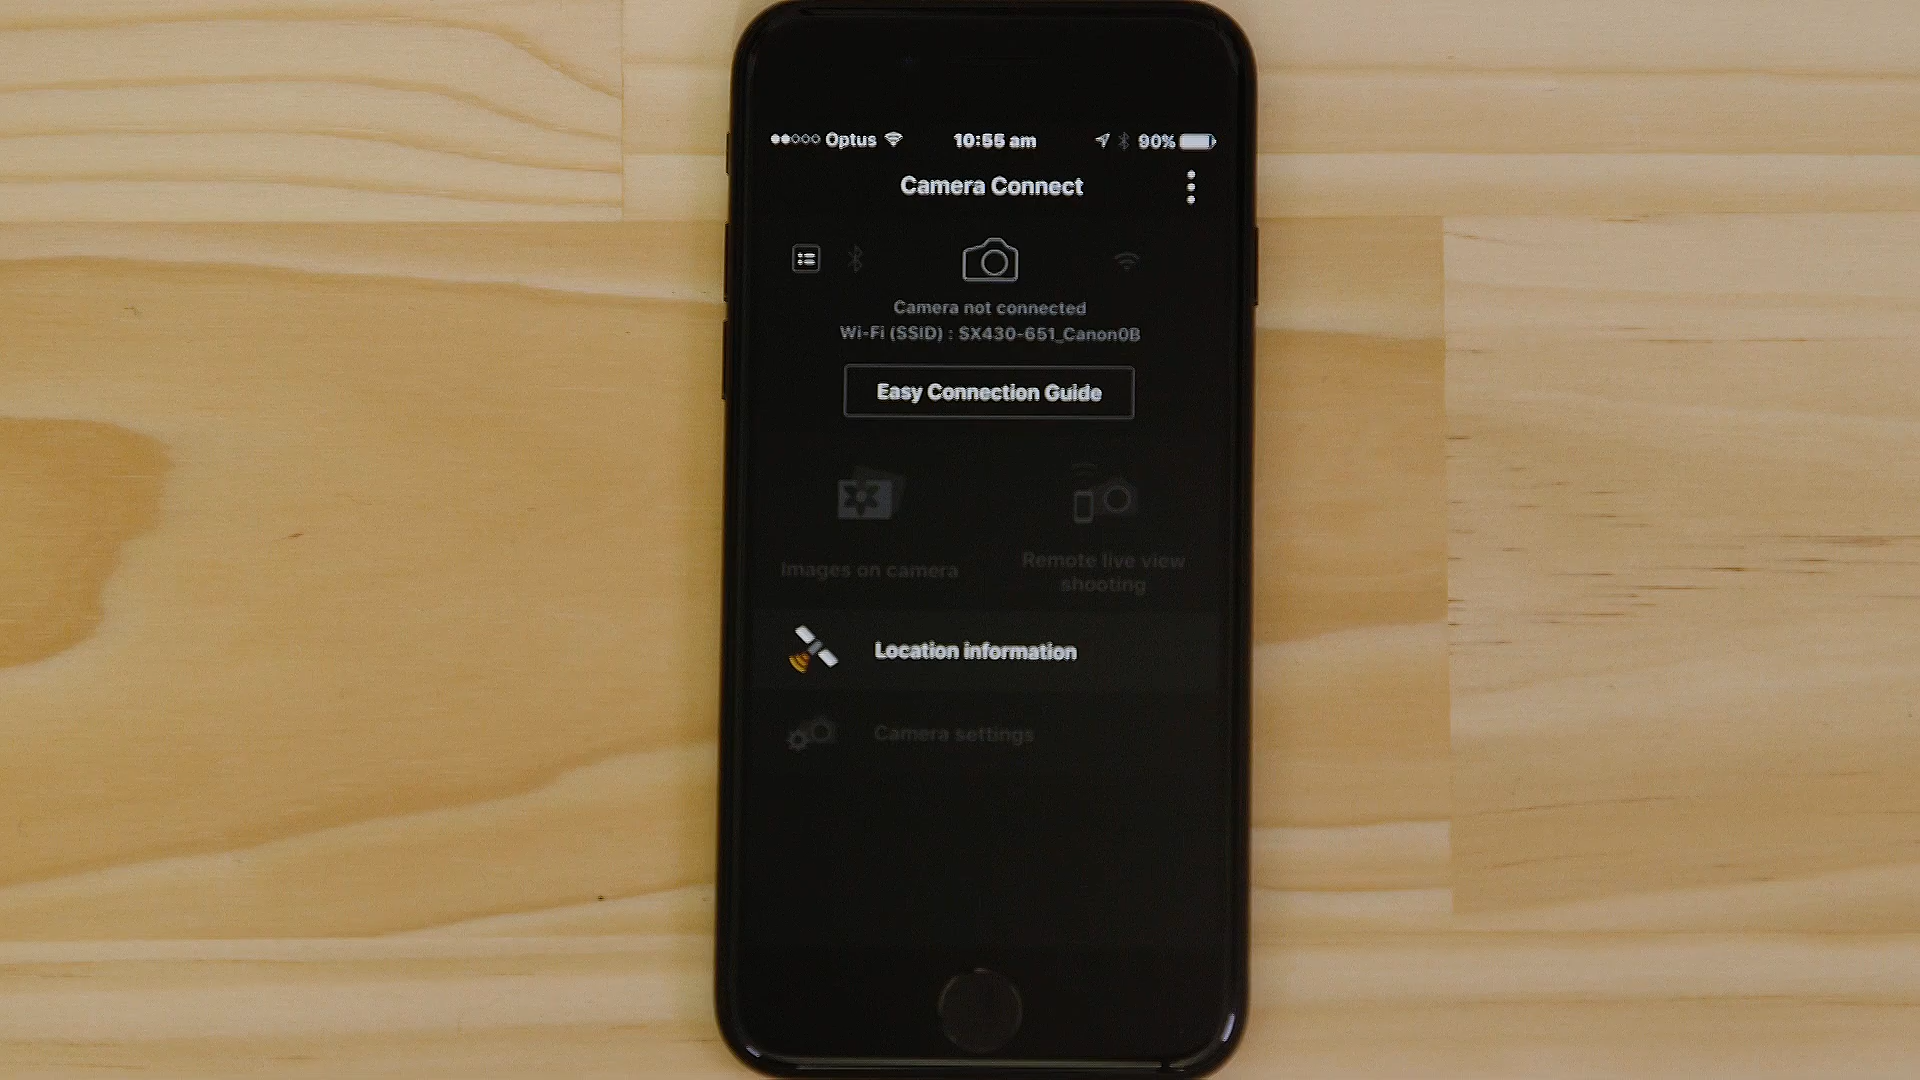 Optus 10:55 am 90%
Camera Connect
Camera not connected
Wi-Fi (SSID) : SX430-651_Canon0B
Easy Connection Guide
Images on camera
Remote live view
shooting
Location information
Camera settings